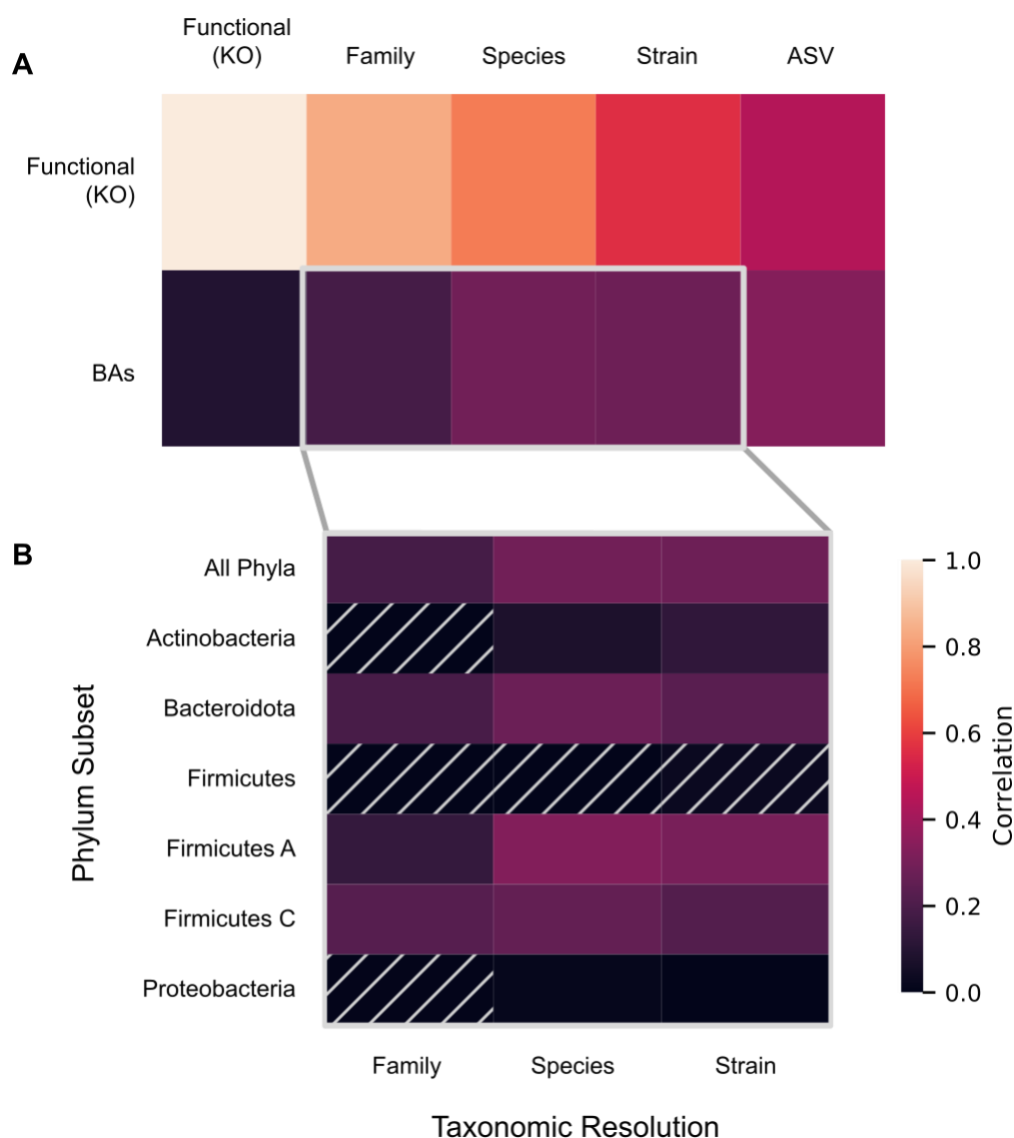 A
Functional
(KO)
Family
Species
Strain
ASV
Functional
(KO)
BAs
B
Phylum Subset
All Phyla
Actinobacteria
Bacteroidota
Firmicutes
Firmicutes A
Firmicutes C
Proteobacteria
Family
Species
Strain
Taxonomic Resolution
1.0
0.8
0.6
0.4
0.2
0.0
Correlation